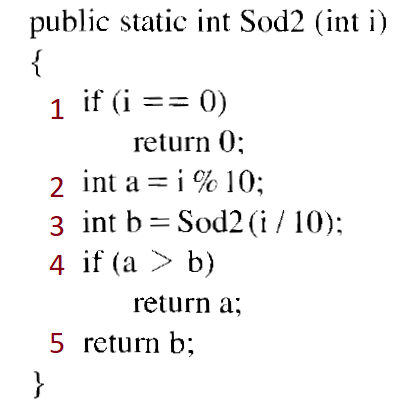 public static int Sod2 (int i)
{
1 if (i == 0)
return 0;
2 int a = i % 10;
3 int b = Sod2 (i / 10);
4 if (a > b)
return a;
5 return b;
}